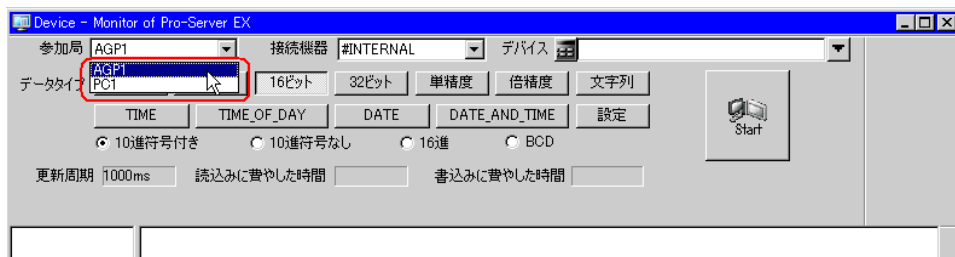 Device - Monitor of Pro-Server EX
参加局 AGP1 接続機器 #INTERNAL デバイス
AGP1
データタイプ PC1 16ビット 32ビット 単精度 倍精度 文字列
TIME TIME_OF_DAY DATE DATE_AND_TIME 設定
Start
10進符号付き 10進符号なし 16進 BCD
更新周期 1000ms 読込みに費やした時間 書込みに費やした時間